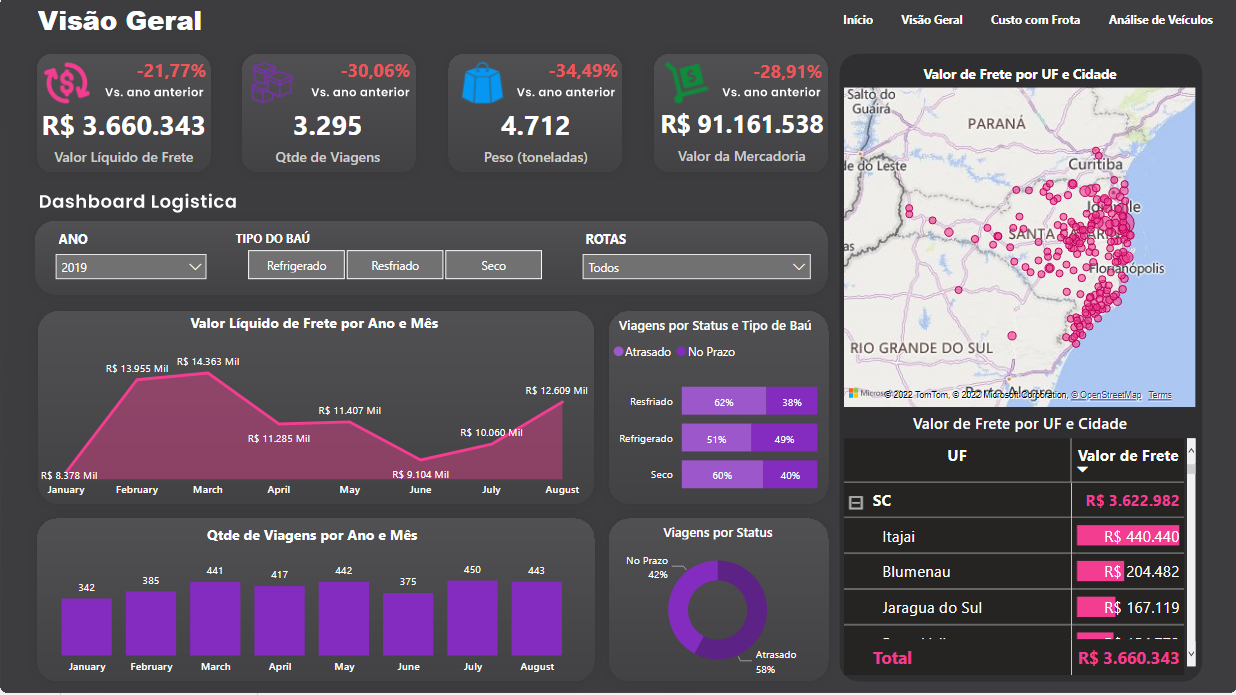 Visão Geral
Início
Visão Geral
Custo com Frota
Análise de Veículos
-21,77%
Vs. ano anterior
R$ 3.660.343
Valor Líquido de Frete
-30,06%
Vs. ano anterior
3.295
Qtde de Viagens
-34,49%
Vs. ano anterior
4.712
Peso (toneladas)
-28,91%
Vs. ano anterior
R$ 91.161.538
Valor da Mercadoria
Dashboard Logistica
ANO
2019
TIPO DO BAÚ
Refrigerado
Resfriado
Seco
ROTAS
Todos
Valor Líquido de Frete por Ano e Mês
R$ 8.378 Mil
R$ 13.955 Mil
R$ 14.363 Mil
R$ 11.285 Mil
R$ 11.407 Mil
R$ 9.104 Mil
R$ 10.060 Mil
R$ 12.609 Mil
January
February
March
April
May
June
July
August
Viagens por Status e Tipo de Baú
Atrasado
No Prazo
Resfriado
62%
38%
Refrigerado
51%
49%
Seco
60%
40%
Qtde de Viagens por Ano e Mês
342
385
441
417
442
375
450
443
January
February
March
April
May
June
July
August
Viagens por Status
No Prazo
42%
Atrasado
58%
Valor de Frete por UF e Cidade
Salto do
Guairá
PARANÁ
de do Leste
Curitiba
SANTA
Florianópolis
RIO GRANDE DO SUL
Porto Alegre
© 2022 TomTom, © 2022 Microsoft Corporation, © OpenStreetMap Terms
Valor de Frete por UF e Cidade
UF
Valor de Frete
SC
R$ 3.622.982
Itajai
R$ 440.440
Blumenau
R$ 204.482
Jaragua do Sul
R$ 167.119
Total
R$ 3.660.343